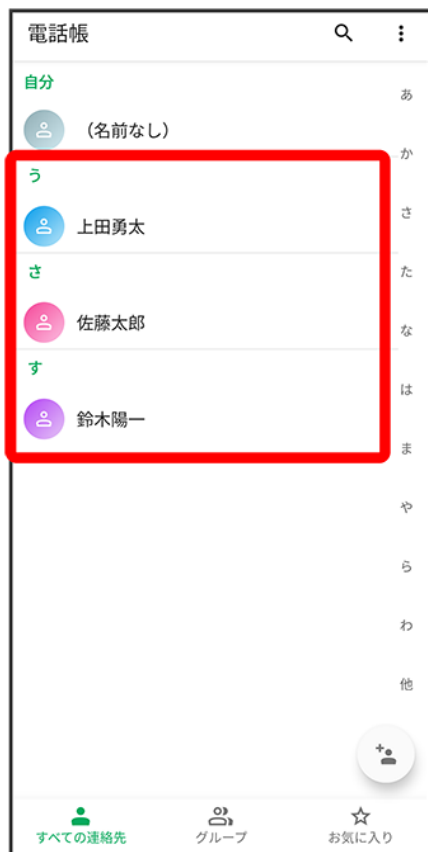 電話帳
自分
（名前なし）
う
上田勇太
さ
佐藤太郎
す
鈴木陽一
あ
か
さ
た
な
は
ま
や
ら
わ
他
すべての連絡先
グループ
お気に入り